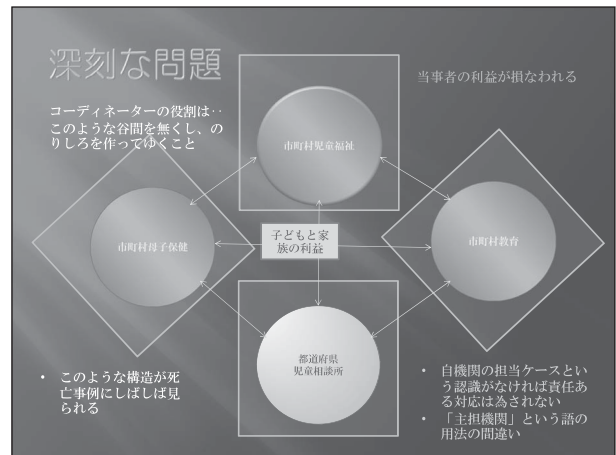 深刻な問題
当事者の利益が損なわれる
コーディネーターの役割は‥
このような谷間を無くし、の
りしろを作ってゆくこと
市町村児童福祉
市町村母子保健
子どもと家
族の利益
市町村教育
都道府県
児童相談所
• このような構造が死
亡事例にしばしば見
られる
• 自機関の担当ケースとい
う認識がなければ責任あ
る対応は為されない
• 「主担機関」という語の
用法の間違い